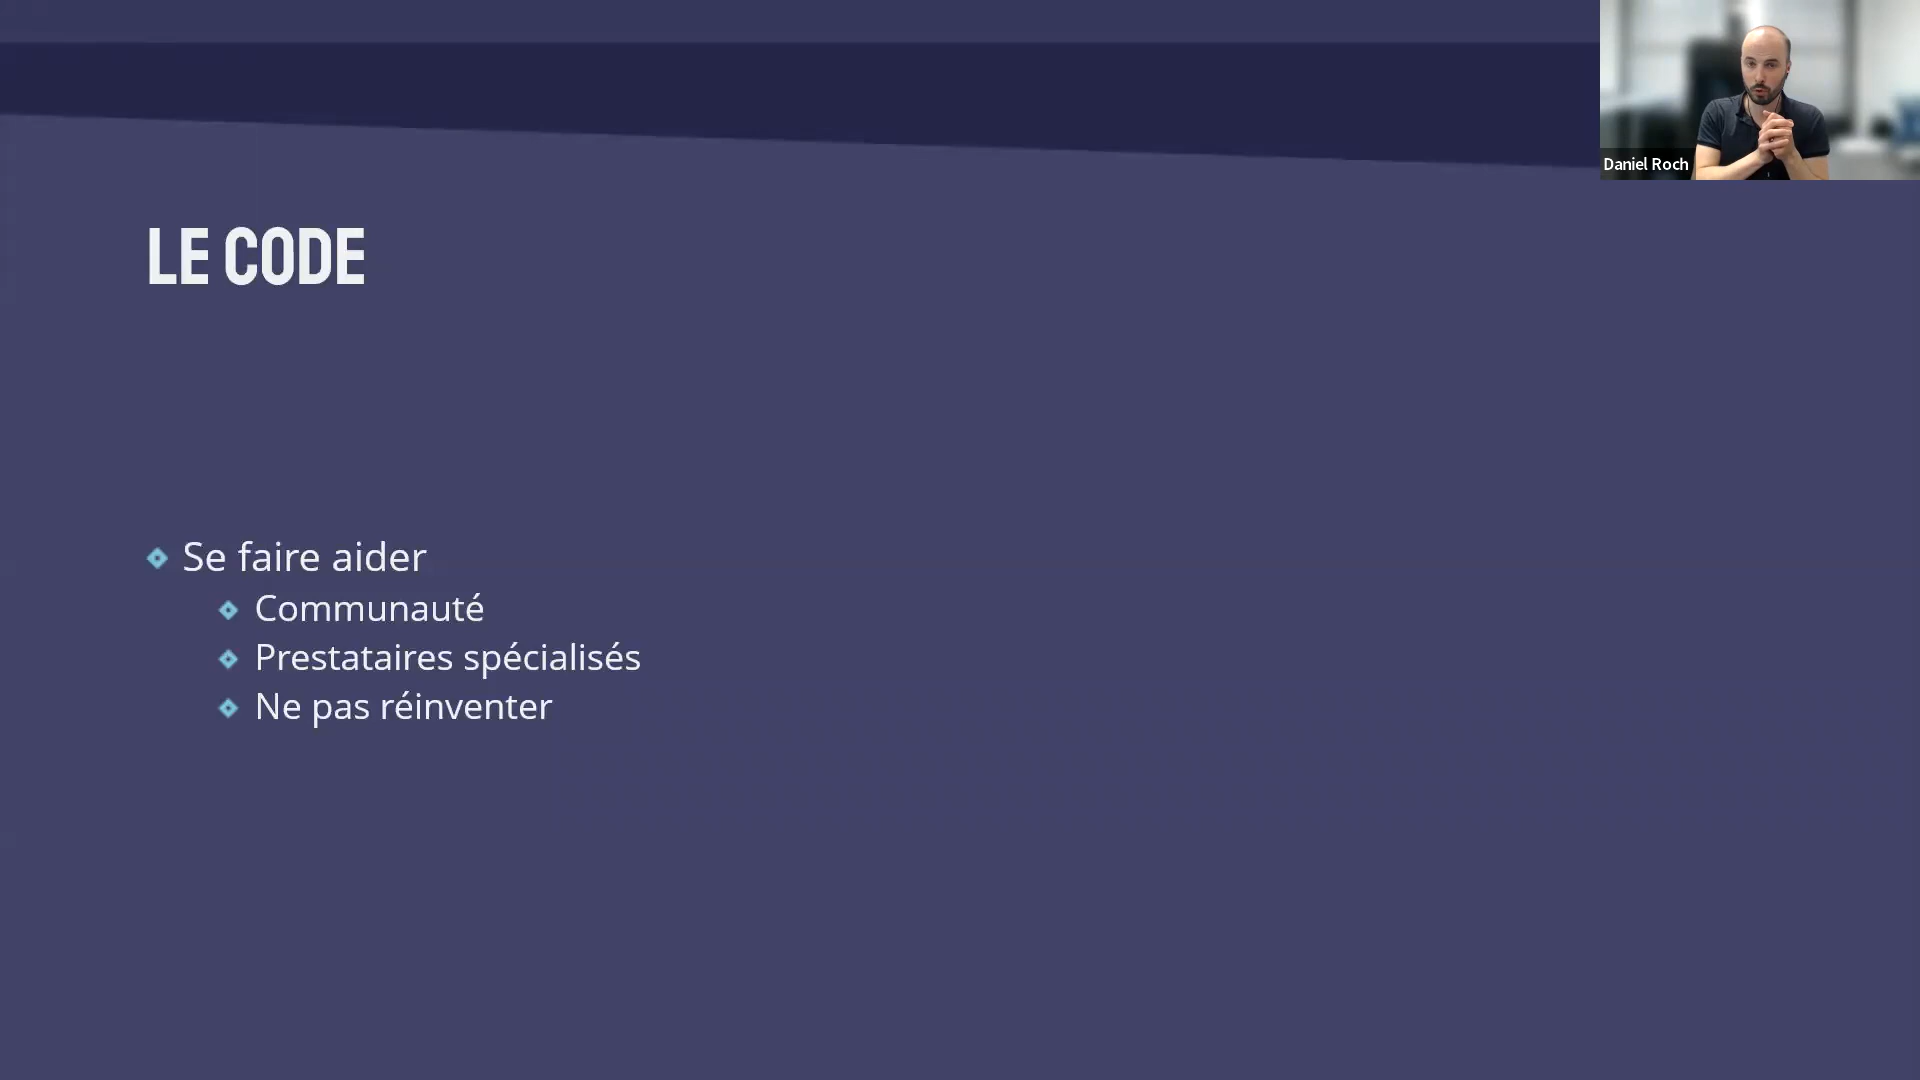 Daniel Roch
LE CODE
Se faire aider
Communauté
Prestataires spécialisés
Ne pas réinventer